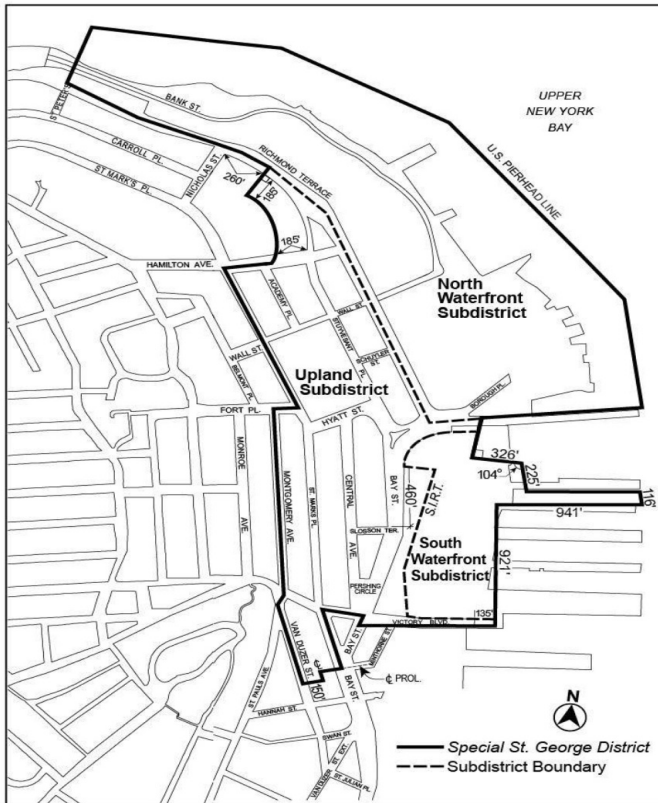 UPPER
NEW YORK
BAY
U.S. PIERHEAD LINE
ST PETER'S
BANK ST.
CARROLL PL.
ST. MARK'S PL.
NICHOLAS ST.
RICHMOND TERRACE
260'
185'
185'
HAMILTON AVE.
ACADEMY PL.
WALL ST.
STUYVESANT PL.
SCHUYLER ST.
North
Waterfront
Subdistrict
WALL ST.
BELMONT PL.
Upland
Subdistrict
BOROUGH PL.
FORT PL.
HYATT ST.
MONROE AVE.
MONTGOMERY AVE.
ST. MARKS PL.
CENTRAL AVE.
BAY ST.
460'
S.I.R.T.
326'
104°
225'
116'
941'
921'
SLOSSON TER.
South
Waterfront
Subdistrict
PERSHING
CIRCLE
135'
VICTORY BLVD.
VAN DUZER ST.
BAY ST.
ST. PAULS AVE.
150'
BAY ST.
℄ PROL.
HANNAH ST.
SWAN ST.
VAN DUZER ST. EXT.
ST. JULIAN PL.
N
Special St. George District
Subdistrict Boundary